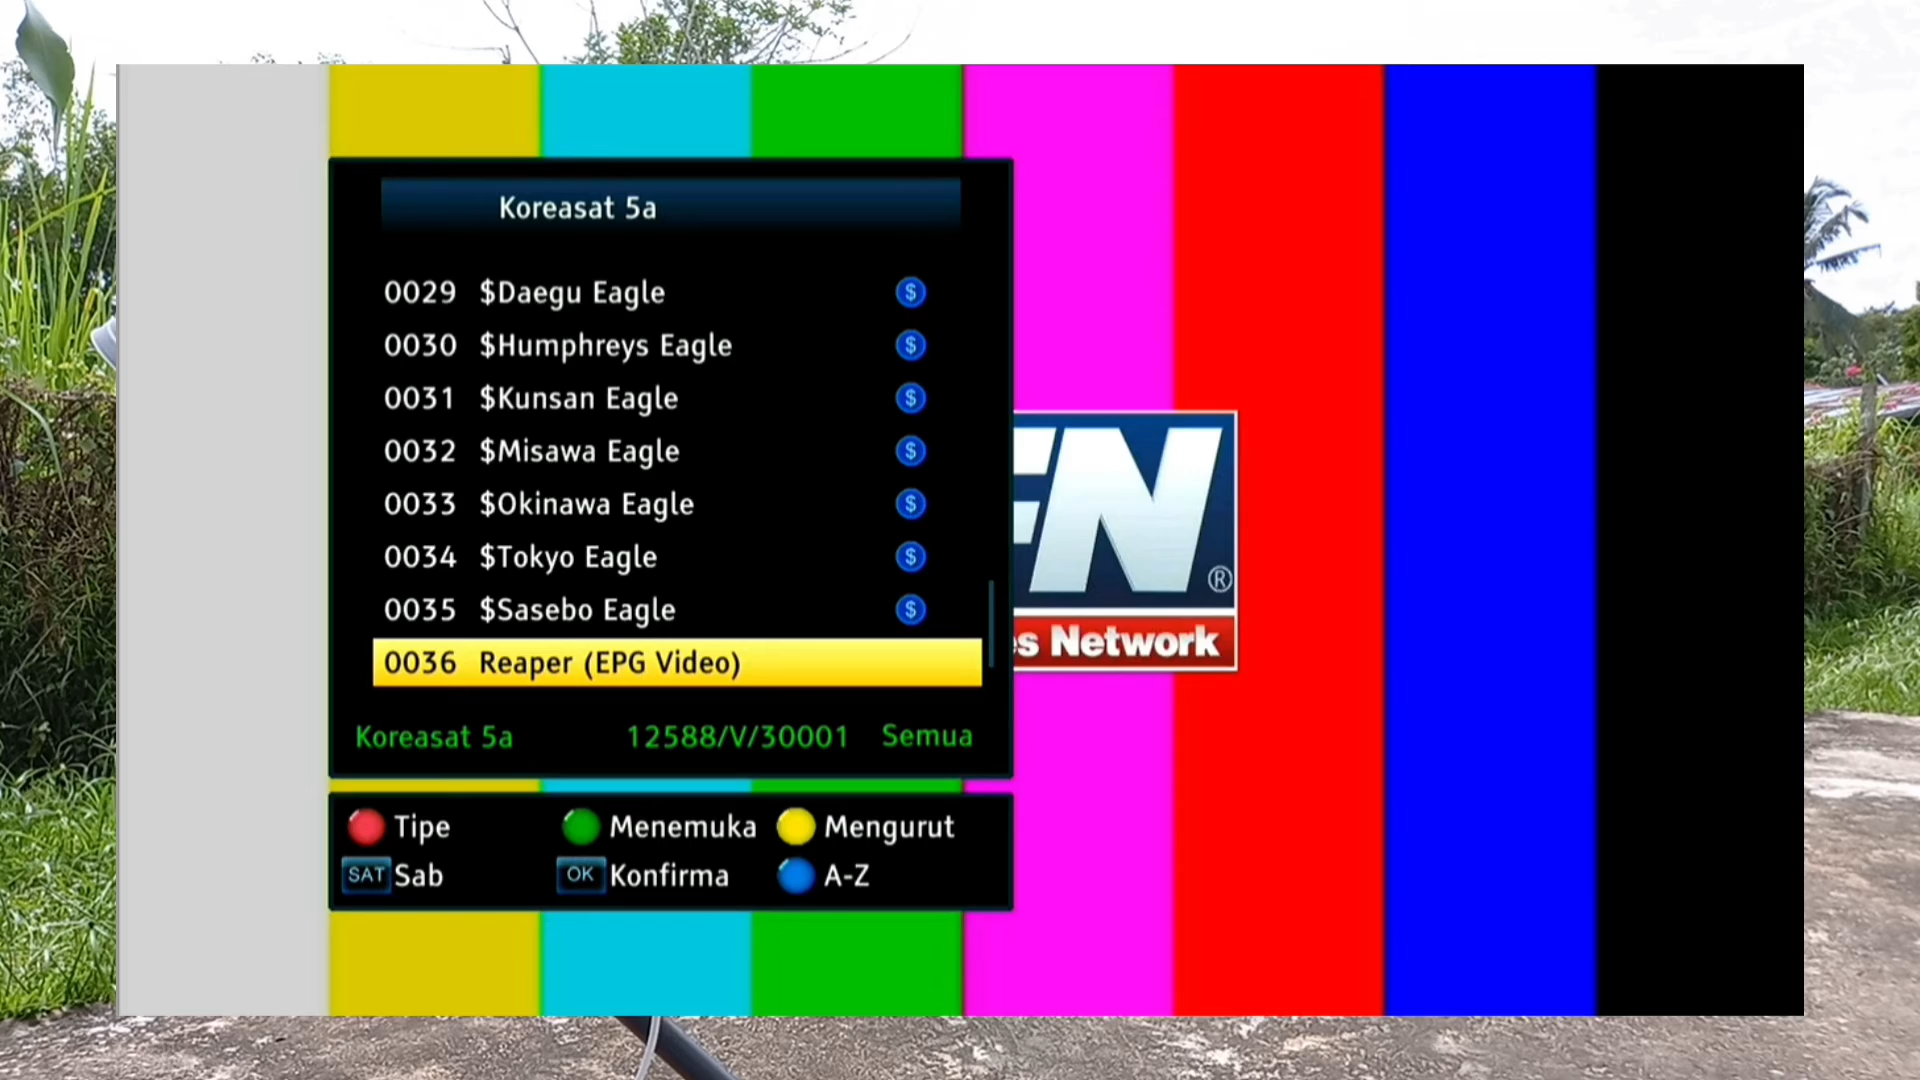 Koreasat 5a
0029 $Daegu Eagle $
0030 $Humphreys Eagle $
0031 $Kunsan Eagle $
0032 $Misawa Eagle $
0033 $Okinawa Eagle $
0034 $Tokyo Eagle $
0035 $Sasebo Eagle $
0036 Reaper (EPG Video)
Koreasat 5a 12588/V/30001 Semua
FN ®
s Network
Tipe Menemuka Mengurut
SAT Sab OK Konfirma A-Z